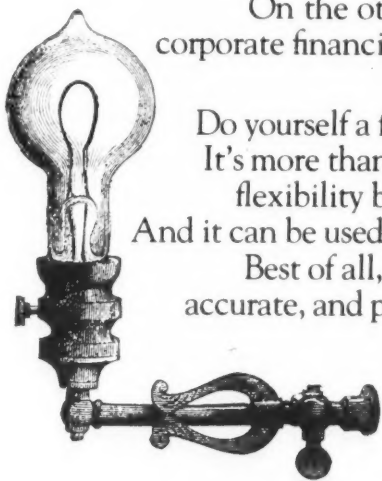 On the ot
corporate financi
Do yourself a f
It's more than
flexibility b
And it can be used
Best of all,
accurate, and p